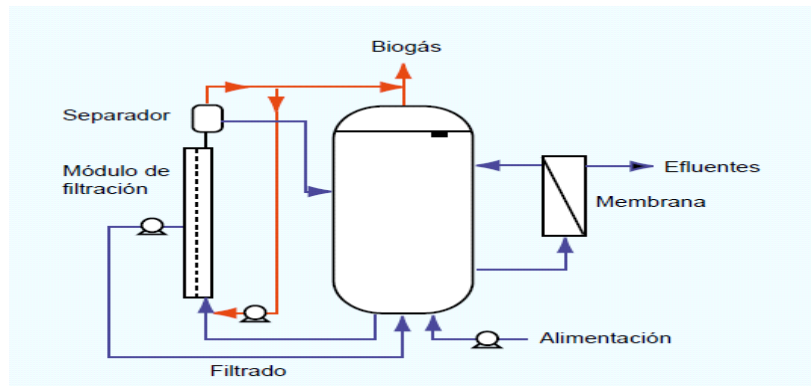 Biogás
Separador
Módulo de
filtración
Efluentes
Membrana
Alimentación
Filtrado